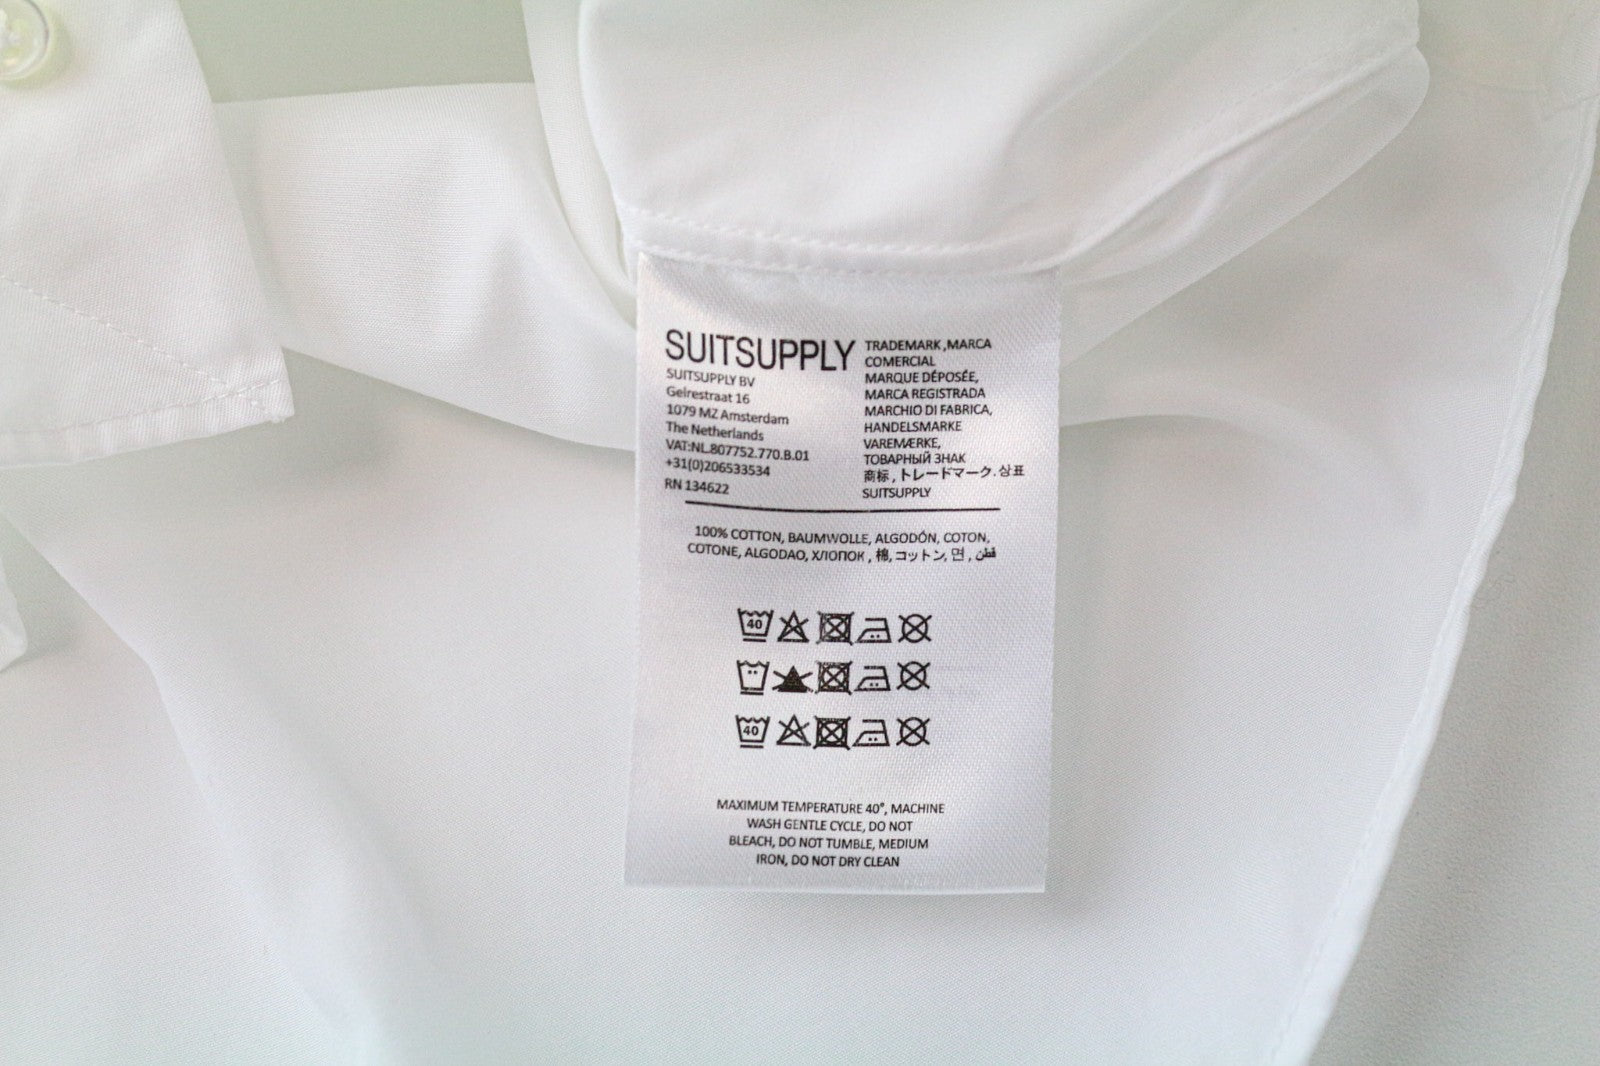 SUITSUPPLY
SUITSUPPLY BV
Geirestraat 16
1079 MZ Amsterdam
The Netherlands
VAT:NL.807752.770.B.01
+31(0)206533534
RN 134622
TRADEMARK,MARCA
COMERCIAL
MARQUE DÉPOSÉE,
MARCA REGISTRADA
MARCHIO DI FABRICA,
HANDELSMARKE
VAREMÆRKE,
ТОВАРНЫЙ ЗНАК
商标, トレードマーク. 상표
SUITSUPPLY
100% COTTON, BAUMWOLLE, ALGODÓN, COTON,
COTONE, ALGODAO, ХЛОПОК, 棉, コットン, 면, قطن
40
40
MAXIMUM TEMPERATURE 40°, MACHINE
WASH GENTLE CYCLE, DO NOT
BLEACH, DO NOT TUMBLE, MEDIUM
IRON, DO NOT DRY CLEAN